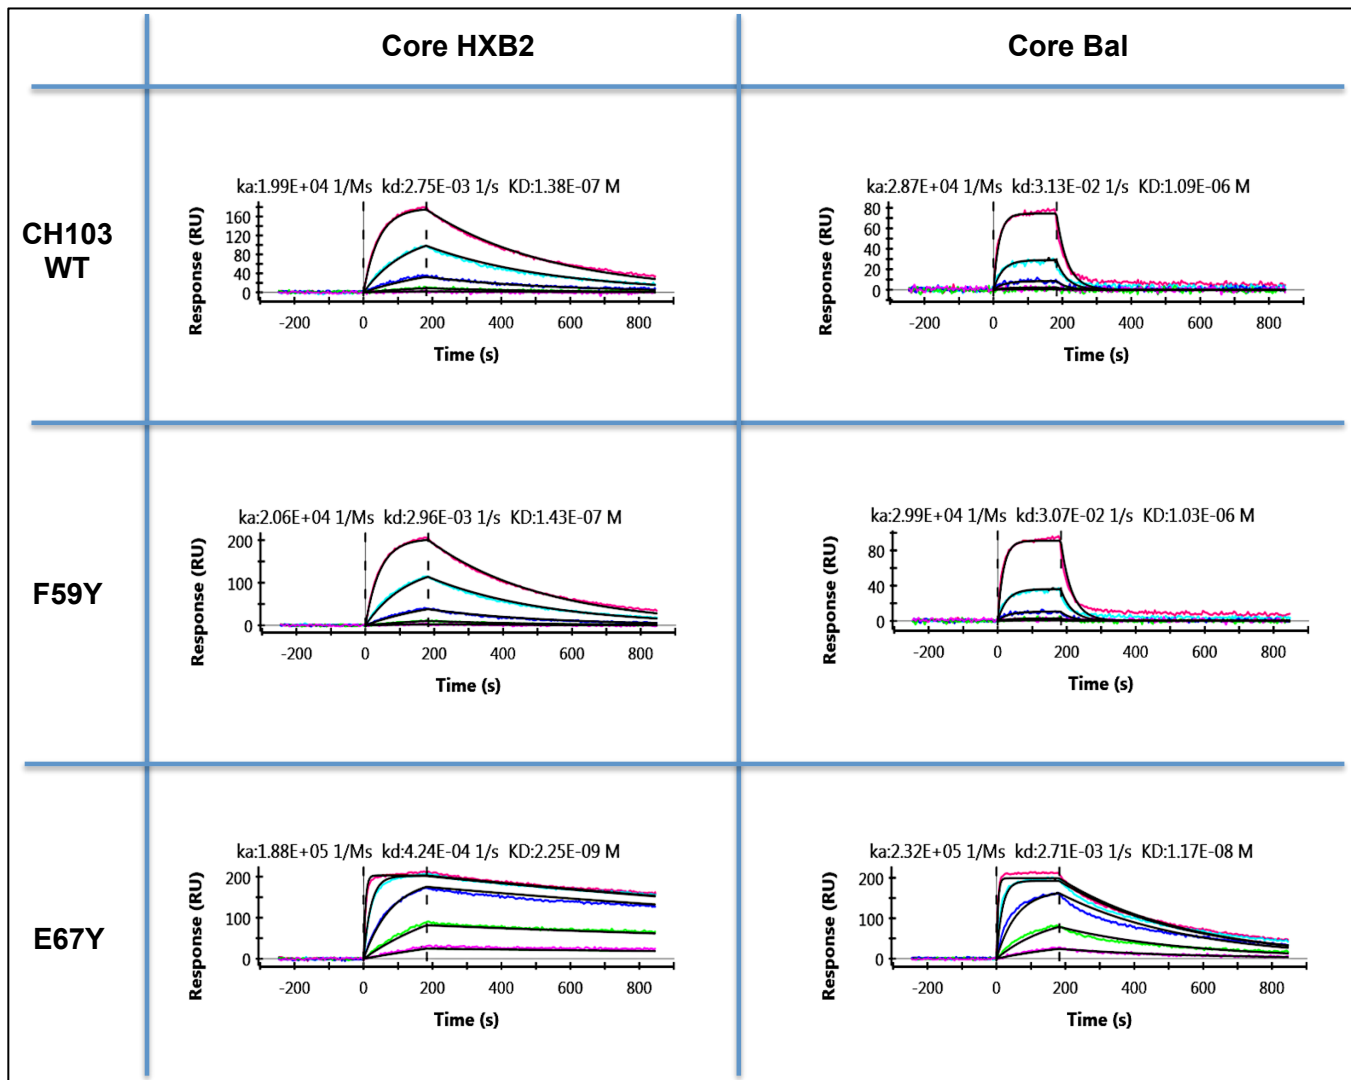 Core HXB2
Core Bal
CH103
WT
ka:1.99E+04 1/Ms kd:2.75E-03 1/s KD:1.38E-07 M
Response (RU)
160
120
80
40
0
-200 0 200 400 600 800
Time (s)
ka:2.87E+04 1/Ms kd:3.13E-02 1/s KD:1.09E-06 M
Response (RU)
80
60
40
20
0
-200 0 200 400 600 800
Time (s)
F59Y
ka:2.06E+04 1/Ms kd:2.96E-03 1/s KD:1.43E-07 M
Response (RU)
200
100
0
-200 0 200 400 600 800
Time (s)
ka:2.99E+04 1/Ms kd:3.07E-02 1/s KD:1.03E-06 M
Response (RU)
80
40
0
-200 0 200 400 600 800
Time (s)
E67Y
ka:1.88E+05 1/Ms kd:4.24E-04 1/s KD:2.25E-09 M
Response (RU)
200
100
0
-200 0 200 400 600 800
Time (s)
ka:2.32E+05 1/Ms kd:2.71E-03 1/s KD:1.17E-08 M
Response (RU)
200
100
0
-200 0 200 400 600 800
Time (s)